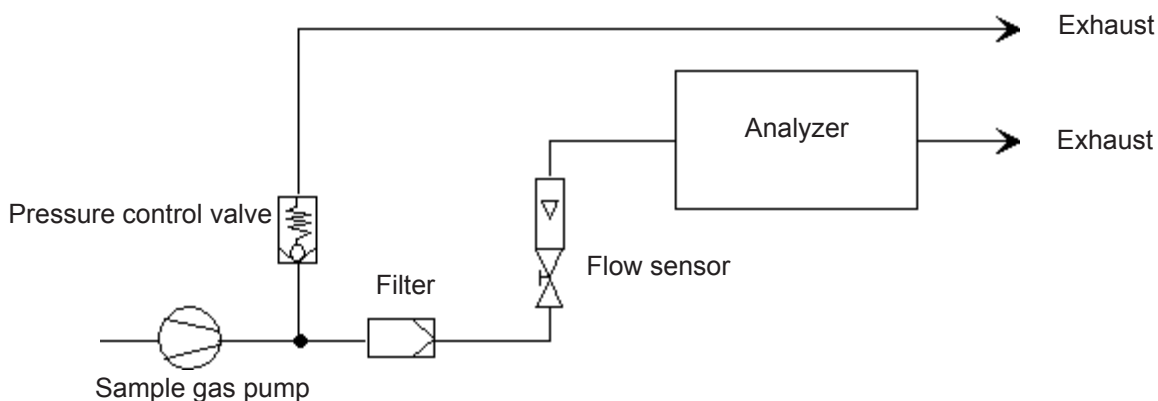 Exhaust
Analyzer
Exhaust
Pressure control valve
Flow sensor
Filter
Sample gas pump